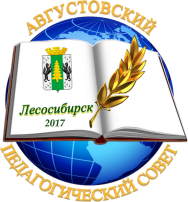 АВГУСТОВСКИЙ
Лесосибирск
2017
ПЕДАГОГИЧЕСКИЙ СОВЕТ